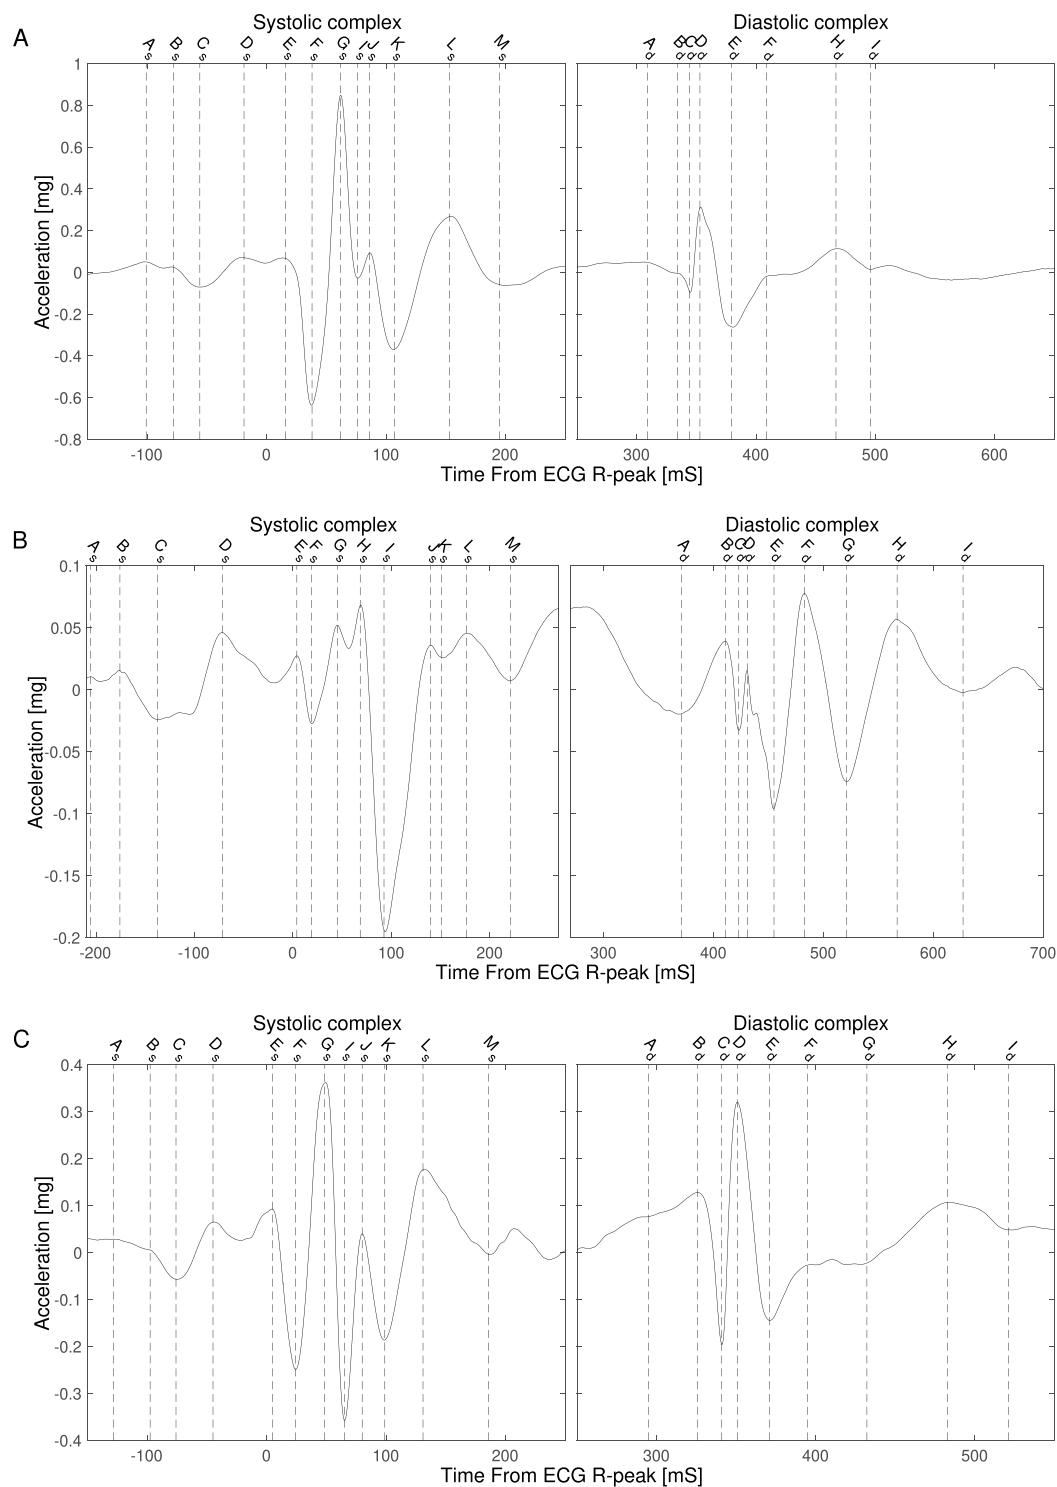 A
Systolic complex
Diastolic complex
As Bs Cs Ds Es Fs Gs Is Js Ks Ls Ms
Ad Bd Cd Dd Ed Fd Hd Id
1
0.8
0.6
0.4
0.2
0
-0.2
-0.4
-0.6
-0.8
Acceleration [mg]
-100 0 100 200
300 400 500 600
Time From ECG R-peak [mS]
B
Systolic complex
Diastolic complex
As Bs Cs Ds Es Fs Gs Hs Is Js Ks Ls Ms
Ad Bd Cd Dd Ed Fd Gd Hd Id
0.1
0.05
0
-0.05
-0.1
-0.15
-0.2
Acceleration [mg]
-200 -100 0 100 200
300 400 500 600 700
Time From ECG R-peak [mS]
C
Systolic complex
Diastolic complex
As Bs Cs Ds Es Fs Gs Is Js Ks Ls Ms
Ad Bd Cd Dd Ed Fd Gd Hd Id
0.4
0.3
0.2
0.1
0
-0.1
-0.2
-0.3
-0.4
Acceleration [mg]
-100 0 100 200
300 400 500
Time From ECG R-peak [mS]